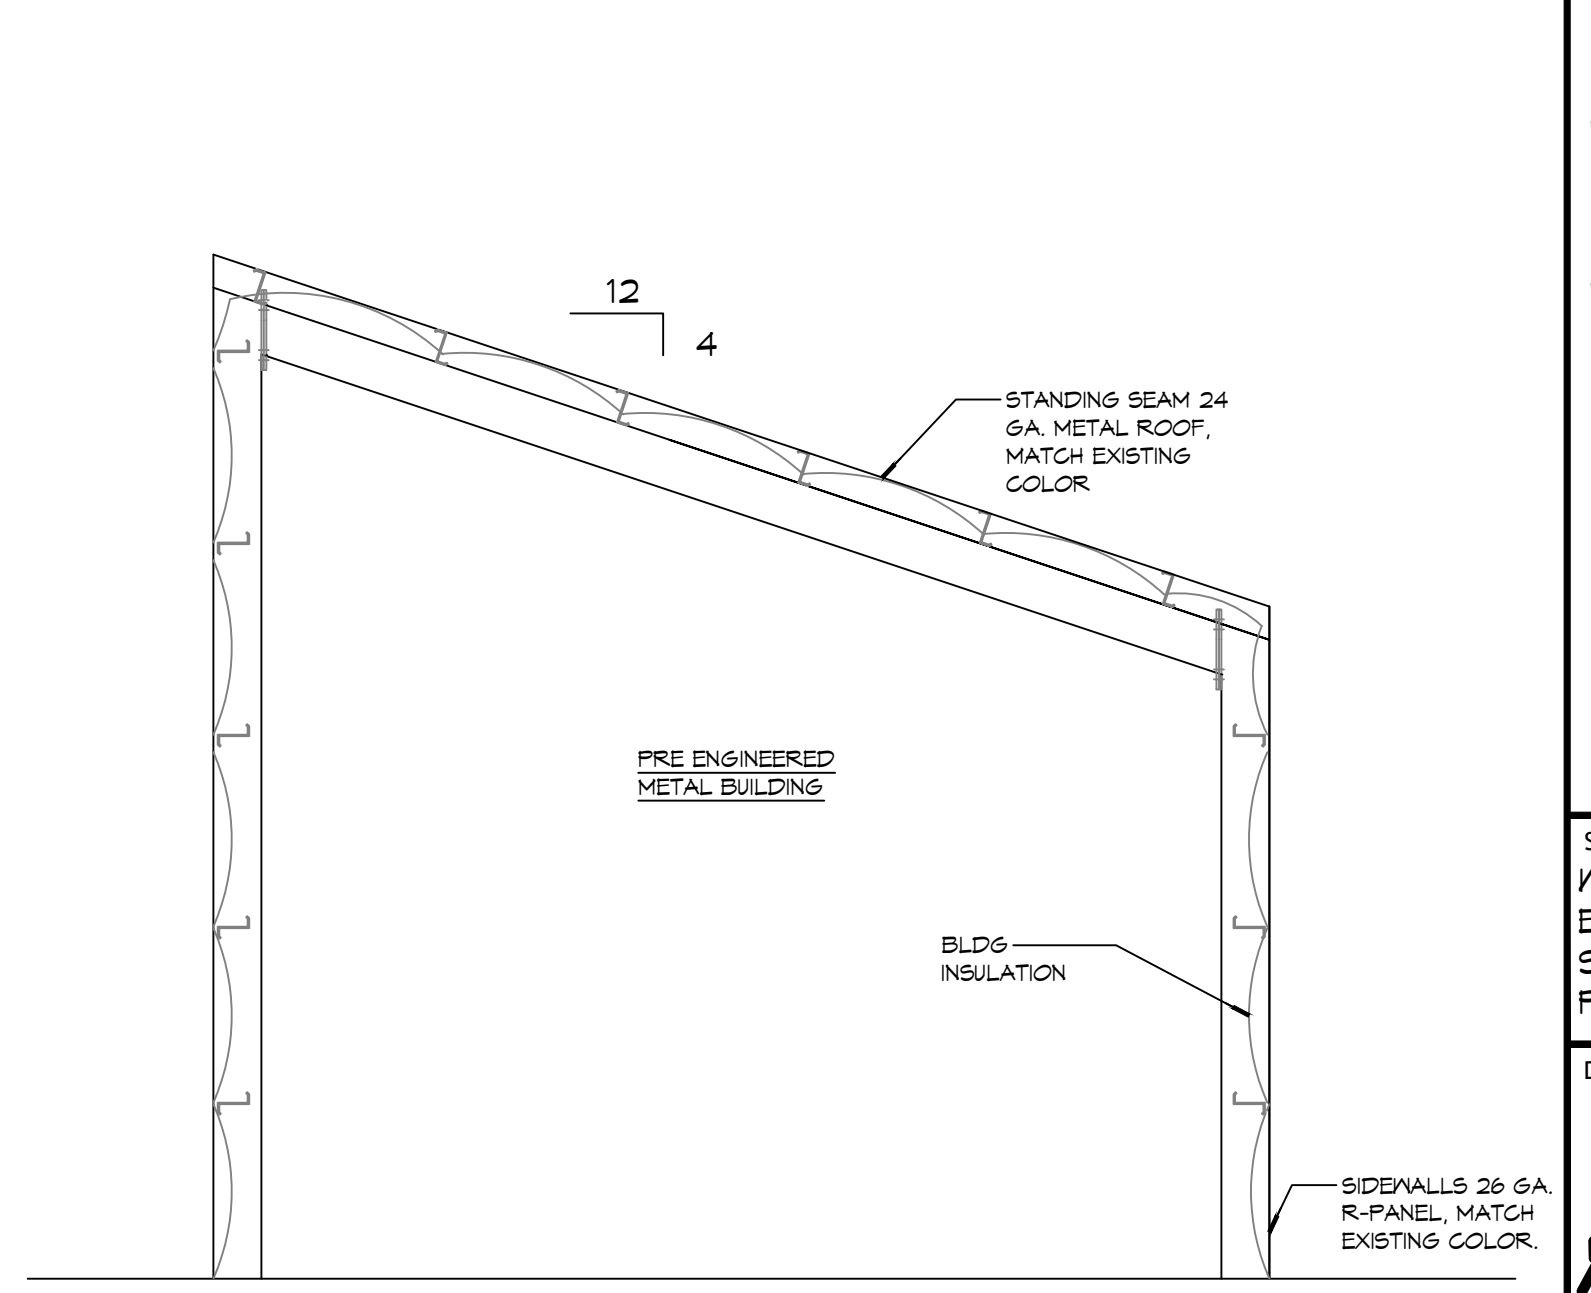 12
4
STANDING SEAM 24
GA. METAL ROOF,
MATCH EXISTING
COLOR
PRE ENGINEERED
METAL BUILDING
BLDG
INSULATION
SIDEWALLS 26 GA.
R-PANEL, MATCH
EXISTING COLOR.